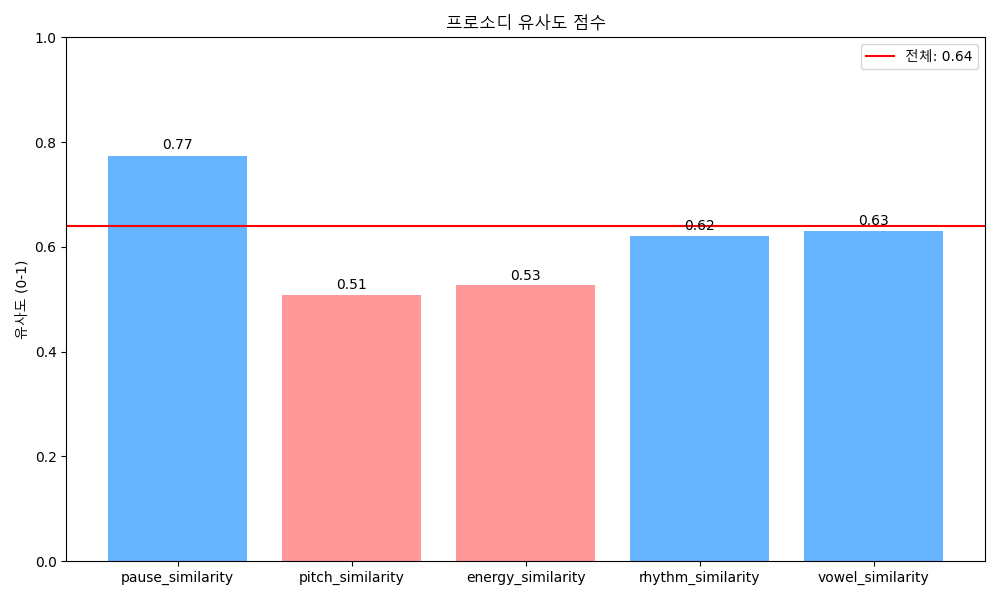 프로소디 유사도 점수
전체: 0.64
유사도 (0-1)
1.0
0.8
0.6
0.4
0.2
0.0
0.77
0.51
0.53
0.62
0.63
pause_similarity
pitch_similarity
energy_similarity
rhythm_similarity
vowel_similarity